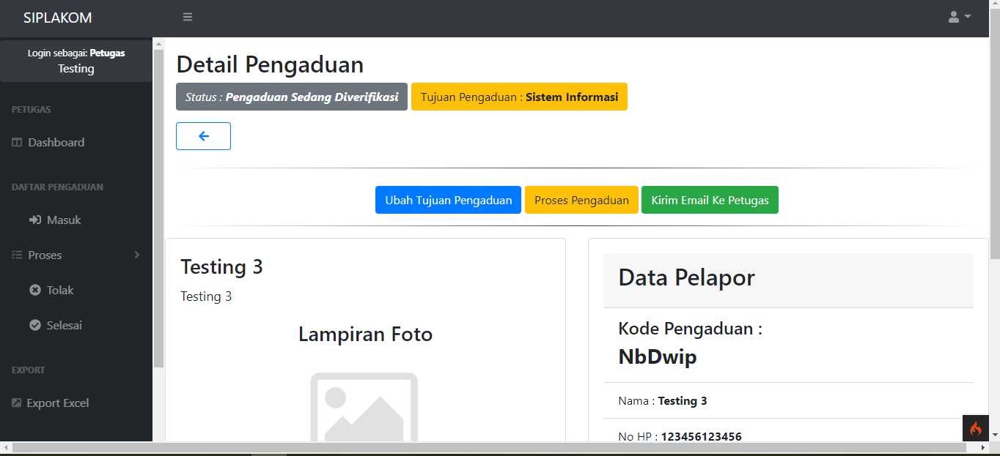 SIPLAKOM
Login sebagai: Petugas
Testing
PETUGAS
Dashboard
DAFTAR PENGADUAN
Masuk
Proses
Tolak
Selesai
EXPORT
Export Excel
Detail Pengaduan
Status : Pengaduan Sedang Diverifikasi
Tujuan Pengaduan : Sistem Informasi
Ubah Tujuan Pengaduan
Proses Pengaduan
Kirim Email Ke Petugas
Testing 3
Testing 3
Lampiran Foto
Data Pelapor
Kode Pengaduan :
NbDwip
Nama : Testing 3
No HP : 123456123456